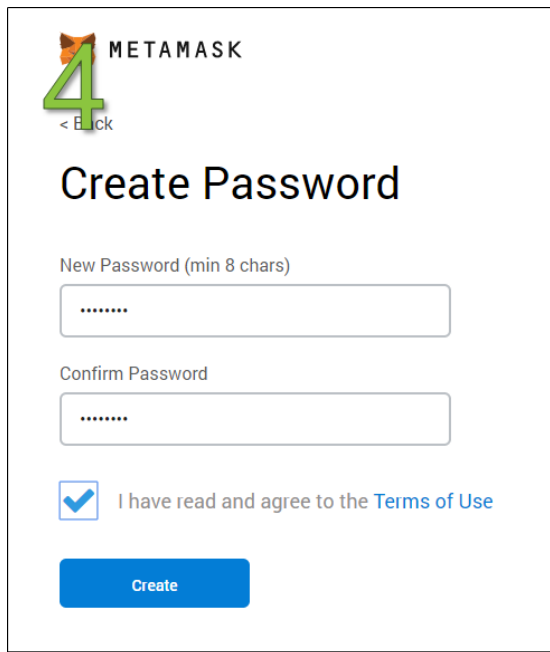 METAMASK
4
< Back
Create Password
New Password (min 8 chars)
••••••••
Confirm Password
••••••••
I have read and agree to the Terms of Use
Create